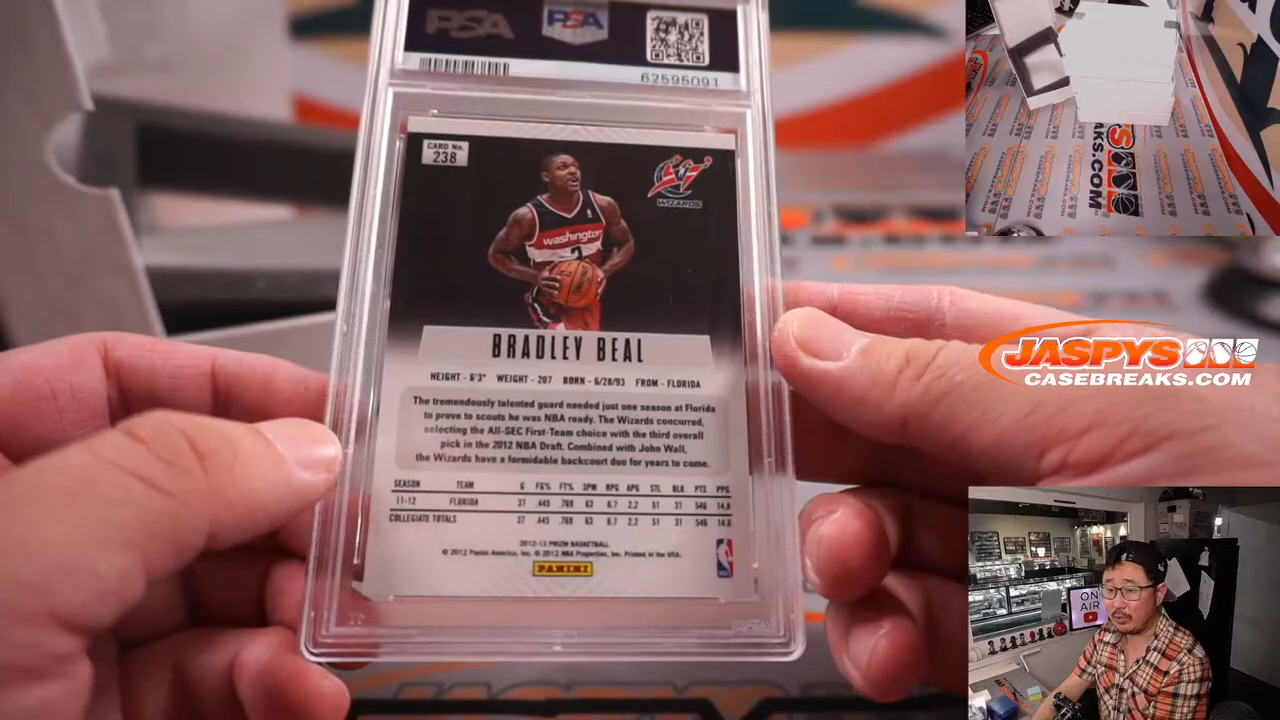 PSA
PSA
62595091
CARD No.
238
WIZARDS
washington
BRADLEY BEAL
HEIGHT - 6'3" WEIGHT - 207 BORN - 6/28/93 FROM - FLORIDA
The tremendously talented guard needed just one season at Florida
to prove to scouts he was NBA ready. The Wizards concurred,
selecting the All-SEC First-Team choice with the third overall
pick in the 2012 NBA Draft. Combined with John Wall,
the Wizards have a formidable backcourt duo for years to come.
SEASON TEAM G FG% FT% 3PM RPG APG STL BLK PTS PPG
11-12 FLORIDA 37 .445 .769 63 6.7 2.2 51 31 546 14.8
COLLEGIATE TOTALS 37 .445 .769 63 6.7 2.2 51 31 546 14.8
2012-13 PRIZM BASKETBALL
© 2012 Panini America, Inc. © 2012 NBA Properties, Inc. Printed in the USA.
PANINI
JASPYS
CASEBREAKS.COM
ON
AIR